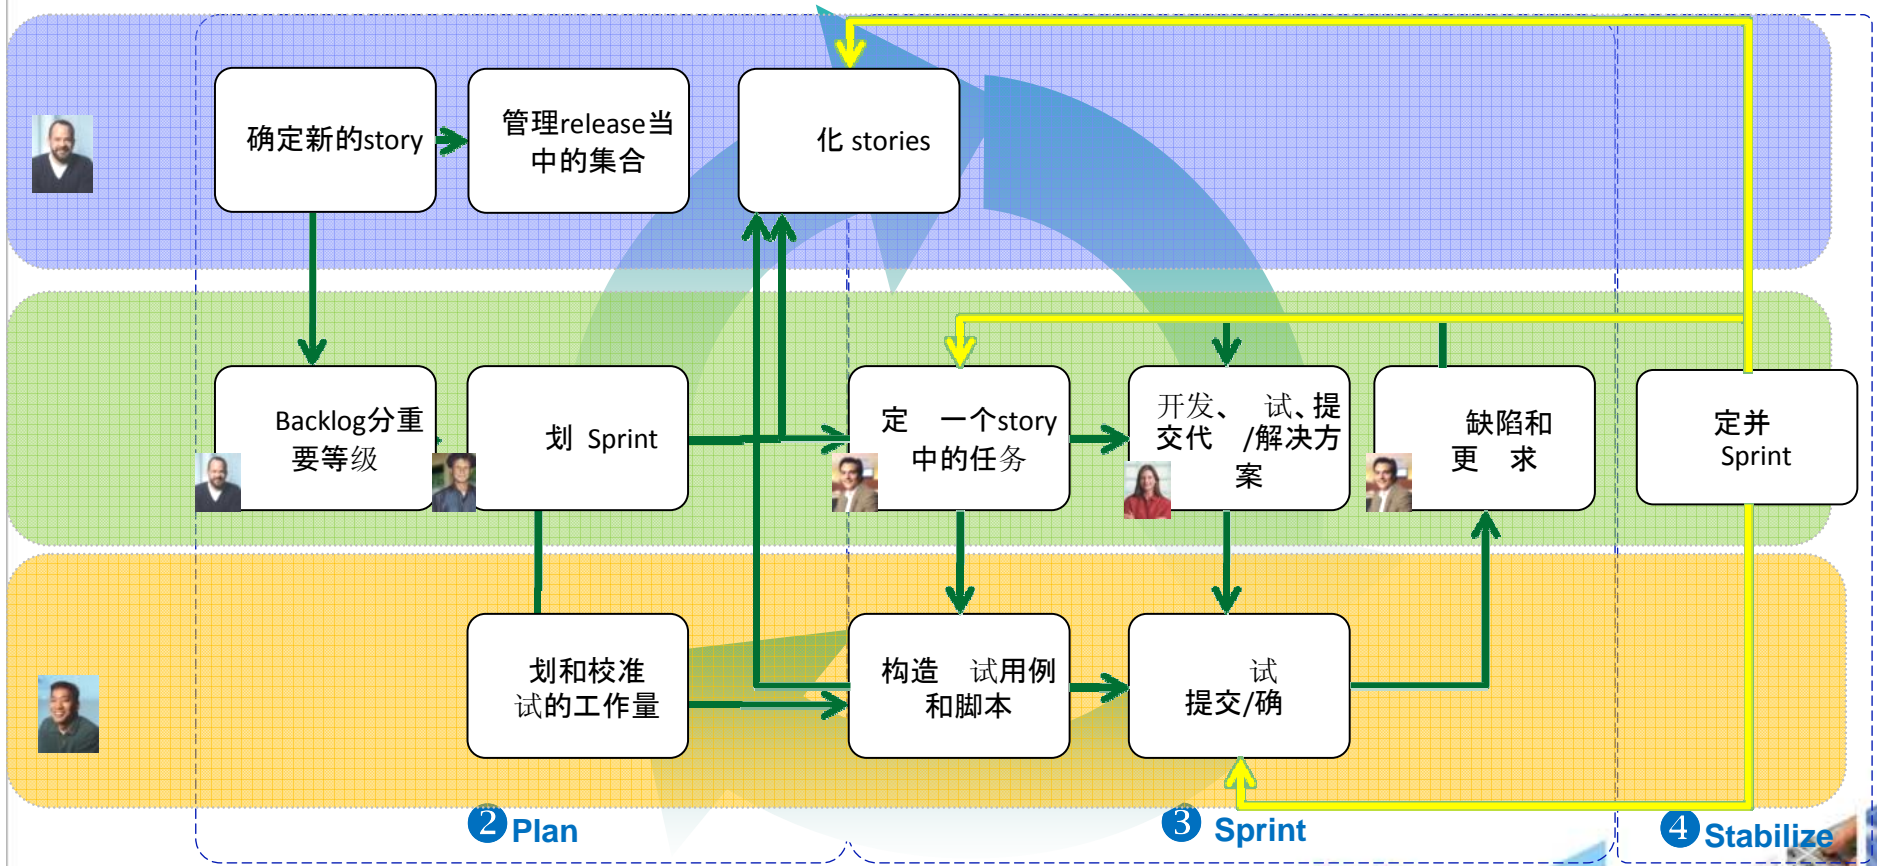 确定新的story
管理release当
中的集合
化 stories
Backlog分重
要等级
划 Sprint
定 一个story
中的任务
开发、 试、提
交代 /解决方
案
缺陷和
更 求
定并
Sprint
划和校准
试的工作量
构造 试用例
和脚本
试
提交/确
❷ Plan
❸ Sprint
❹ Stabilize